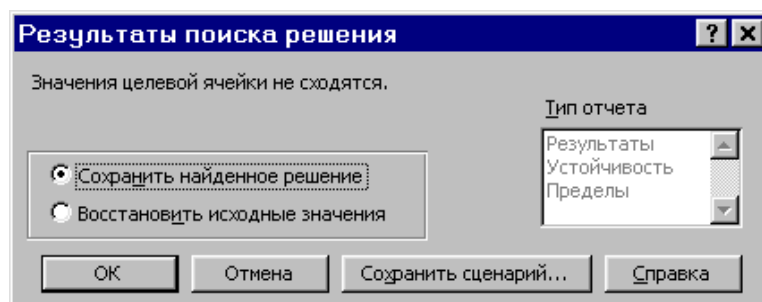 Результаты поиска решения
Значения целевой ячейки не сходятся.
Тип отчета
Результаты
Устойчивость
Пределы
Сохранить найденное решение
Восстановить исходные значения
ОК
Отмена
Сохранить сценарий...
Справка